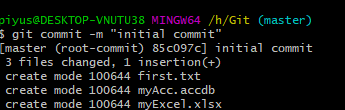 piyus@DESKTOP-VNUTU38 MINGW64 /h/Git (master)
$ git commit -m "initial commit"
[master (root-commit) 85c097c] initial commit
 3 files changed, 1 insertion(+)
 create mode 100644 first.txt
 create mode 100644 myAcc.accdb
 create mode 100644 myExcel.xlsx